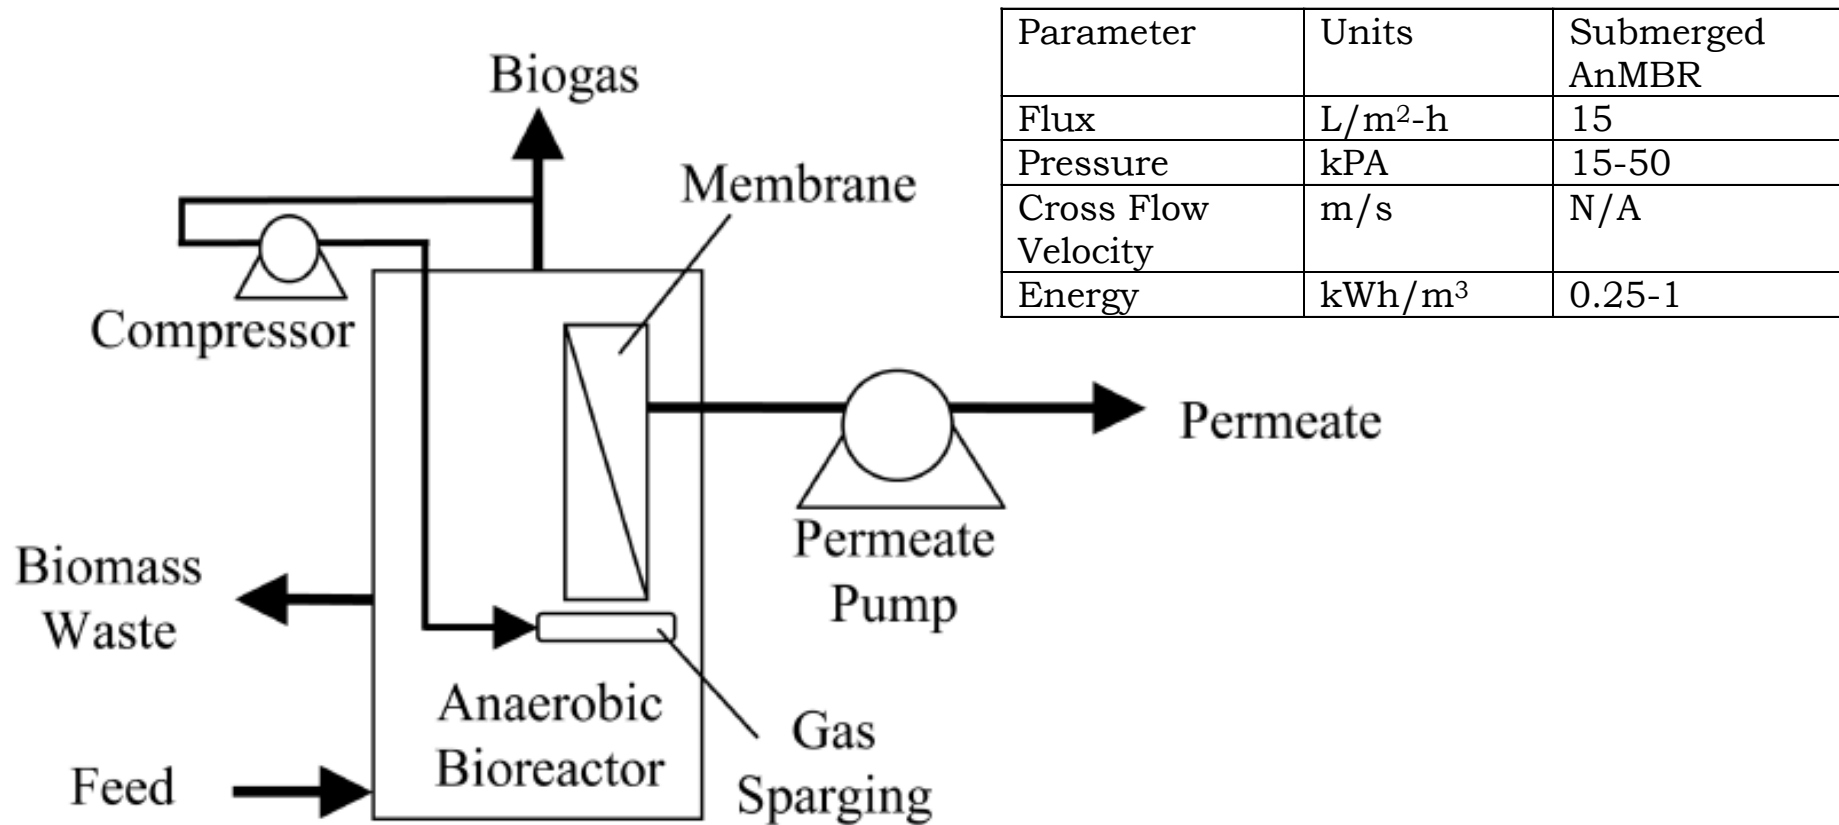 Parameter Units Submerged
AnMBR
Flux L/m²-h 15
Pressure kPA 15-50
Cross Flow m/s N/A
Velocity
Energy kWh/m³ 0.25-1
Biogas
Membrane
Compressor
Permeate
Permeate
Pump
Biomass
Waste
Anaerobic
Bioreactor
Gas
Sparging
Feed